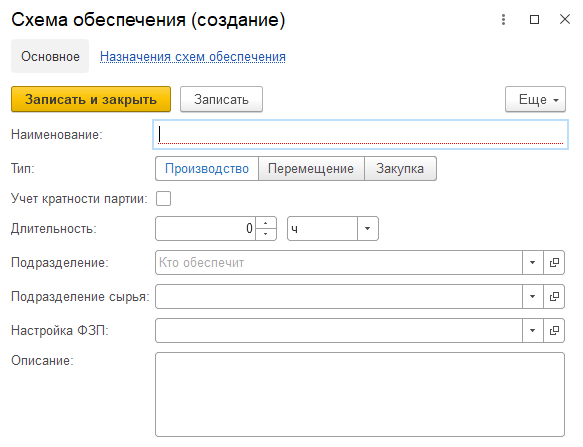 Схема обеспечения (создание)
Основное Назначения схем обеспечения
Записать и закрыть Записать Еще
Наименование:
Тип: Производство Перемещение Закупка
Учет кратности партии:
Длительность: 0 ч
Подразделение: Кто обеспечит
Подразделение сырья:
Настройка ФЗП:
Описание: